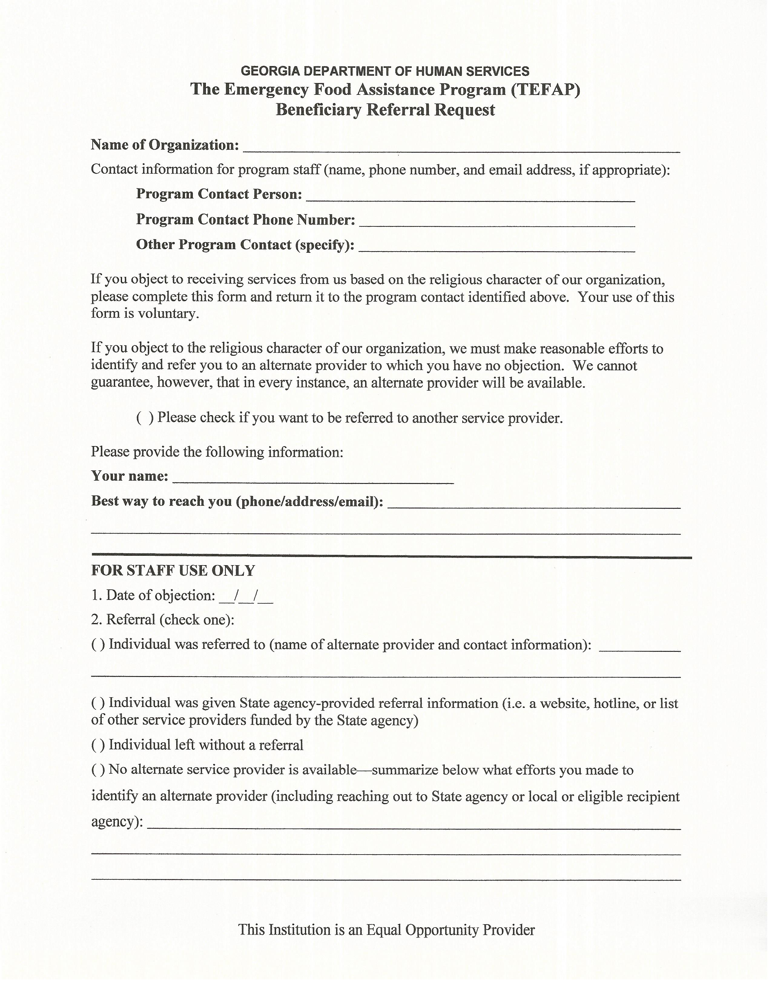 GEORGIA DEPARTMENT OF HUMAN SERVICES
The Emergency Food Assistance Program (TEFAP)
Beneficiary Referral Request
Name of Organization: ____________________
Contact information for program staff (name, phone number, and email address, if appropriate):
Program Contact Person: ____________________
Program Contact Phone Number: ____________________
Other Program Contact (specify): ____________________
If you object to receiving services from us based on the religious character of our organization,
please complete this form and return it to the program contact identified above. Your use of this
form is voluntary.
If you object to the religious character of our organization, we must make reasonable efforts to
identify and refer you to an alternate provider to which you have no objection. We cannot
guarantee, however, that in every instance, an alternate provider will be available.
( ) Please check if you want to be referred to another service provider.
Please provide the following information:
Your name: ____________________
Best way to reach you (phone/address/email): ____________________
FOR STAFF USE ONLY
1. Date of objection: __/__/__
2. Referral (check one):
( ) Individual was referred to (name of alternate provider and contact information): __________
( ) Individual was given State agency-provided referral information (i.e. a website, hotline, or list
of other service providers funded by the State agency)
( ) Individual left without a referral
( ) No alternate service provider is available—summarize below what efforts you made to
identify an alternate provider (including reaching out to State agency or local or eligible recipient
agency): ____________________
This Institution is an Equal Opportunity Provider